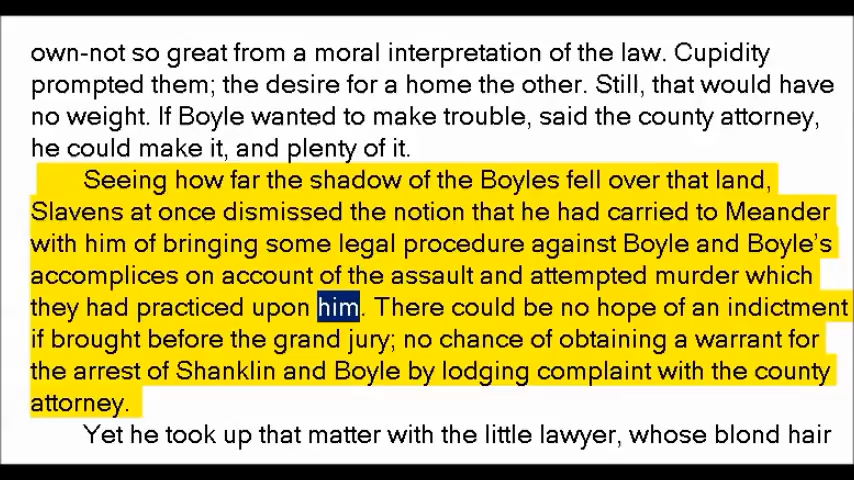 own-not so great from a moral interpretation of the law. Cupidity
prompted them; the desire for a home the other. Still, that would have
no weight. If Boyle wanted to make trouble, said the county attorney,
he could make it, and plenty of it.
Seeing how far the shadow of the Boyles fell over that land,
Slavens at once dismissed the notion that he had carried to Meander
with him of bringing some legal procedure against Boyle and Boyle’s
accomplices on account of the assault and attempted murder which
they had practiced upon him. There could be no hope of an indictment
if brought before the grand jury; no chance of obtaining a warrant for
the arrest of Shanklin and Boyle by lodging complaint with the county
attorney.
Yet he took up that matter with the little lawyer, whose blond hair